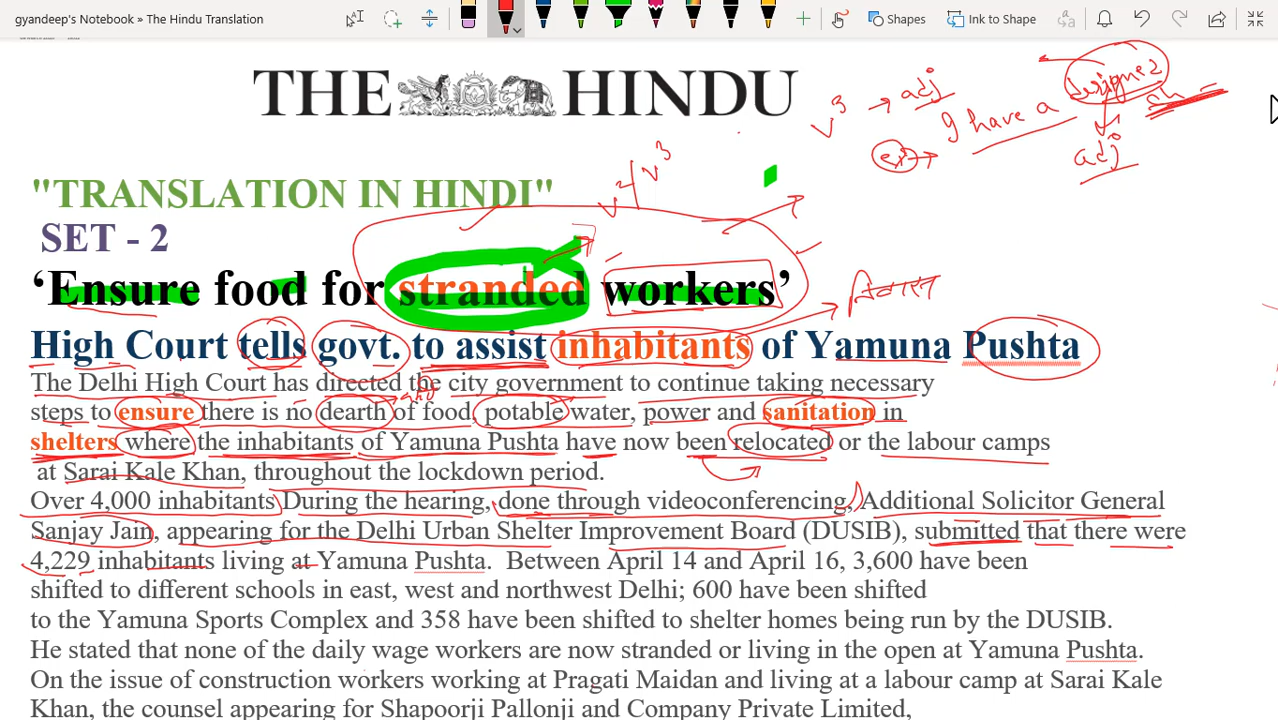 gyandeep's Notebook » The Hindu Translation
Shapes
Ink to Shape
THE HINDU
v3 → adj
ex → I have a designed
adj
v2/v3
"TRANSLATION IN HINDI"
SET - 2
‘Ensure food for stranded workers’
High Court tells govt. to assist inhabitants of Yamuna Pushta
The Delhi High Court has directed the city government to continue taking necessary
steps to ensure there is no dearth of food, potable water, power and sanitation in
shelters where the inhabitants of Yamuna Pushta have now been relocated or the labour camps
at Sarai Kale Khan, throughout the lockdown period.
Over 4,000 inhabitants During the hearing, done through videoconferencing, Additional Solicitor General
Sanjay Jain, appearing for the Delhi Urban Shelter Improvement Board (DUSIB), submitted that there were
4,229 inhabitants living at Yamuna Pushta. Between April 14 and April 16, 3,600 have been
shifted to different schools in east, west and northwest Delhi; 600 have been shifted
to the Yamuna Sports Complex and 358 have been shifted to shelter homes being run by the DUSIB.
He stated that none of the daily wage workers are now stranded or living in the open at Yamuna Pushta.
On the issue of construction workers working at Pragati Maidan and living at a labour camp at Sarai Kale
Khan, the counsel appearing for Shapoorji Pallonji and Company Private Limited,